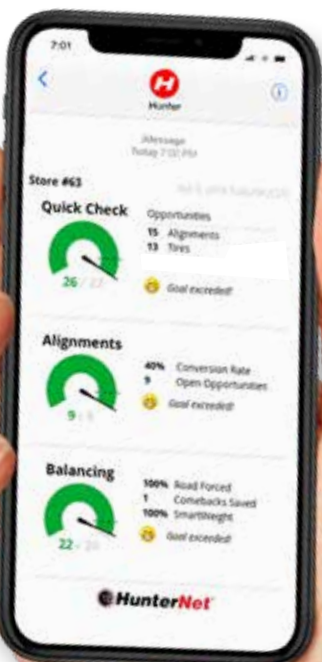 7:01
H
Hunter
iMessage
Today 7:00 PM
Store #63
Quick Check
Opportunities
15 Alignments
13 Tires
26 /
Goal exceeded!
Alignments
40% Conversion Rate
9 Open Opportunities
Goal exceeded!
9 /
Balancing
100% Road Forced
1 Comebacks Saved
100% SmartWeight
Goal exceeded!
22 /
HunterNet